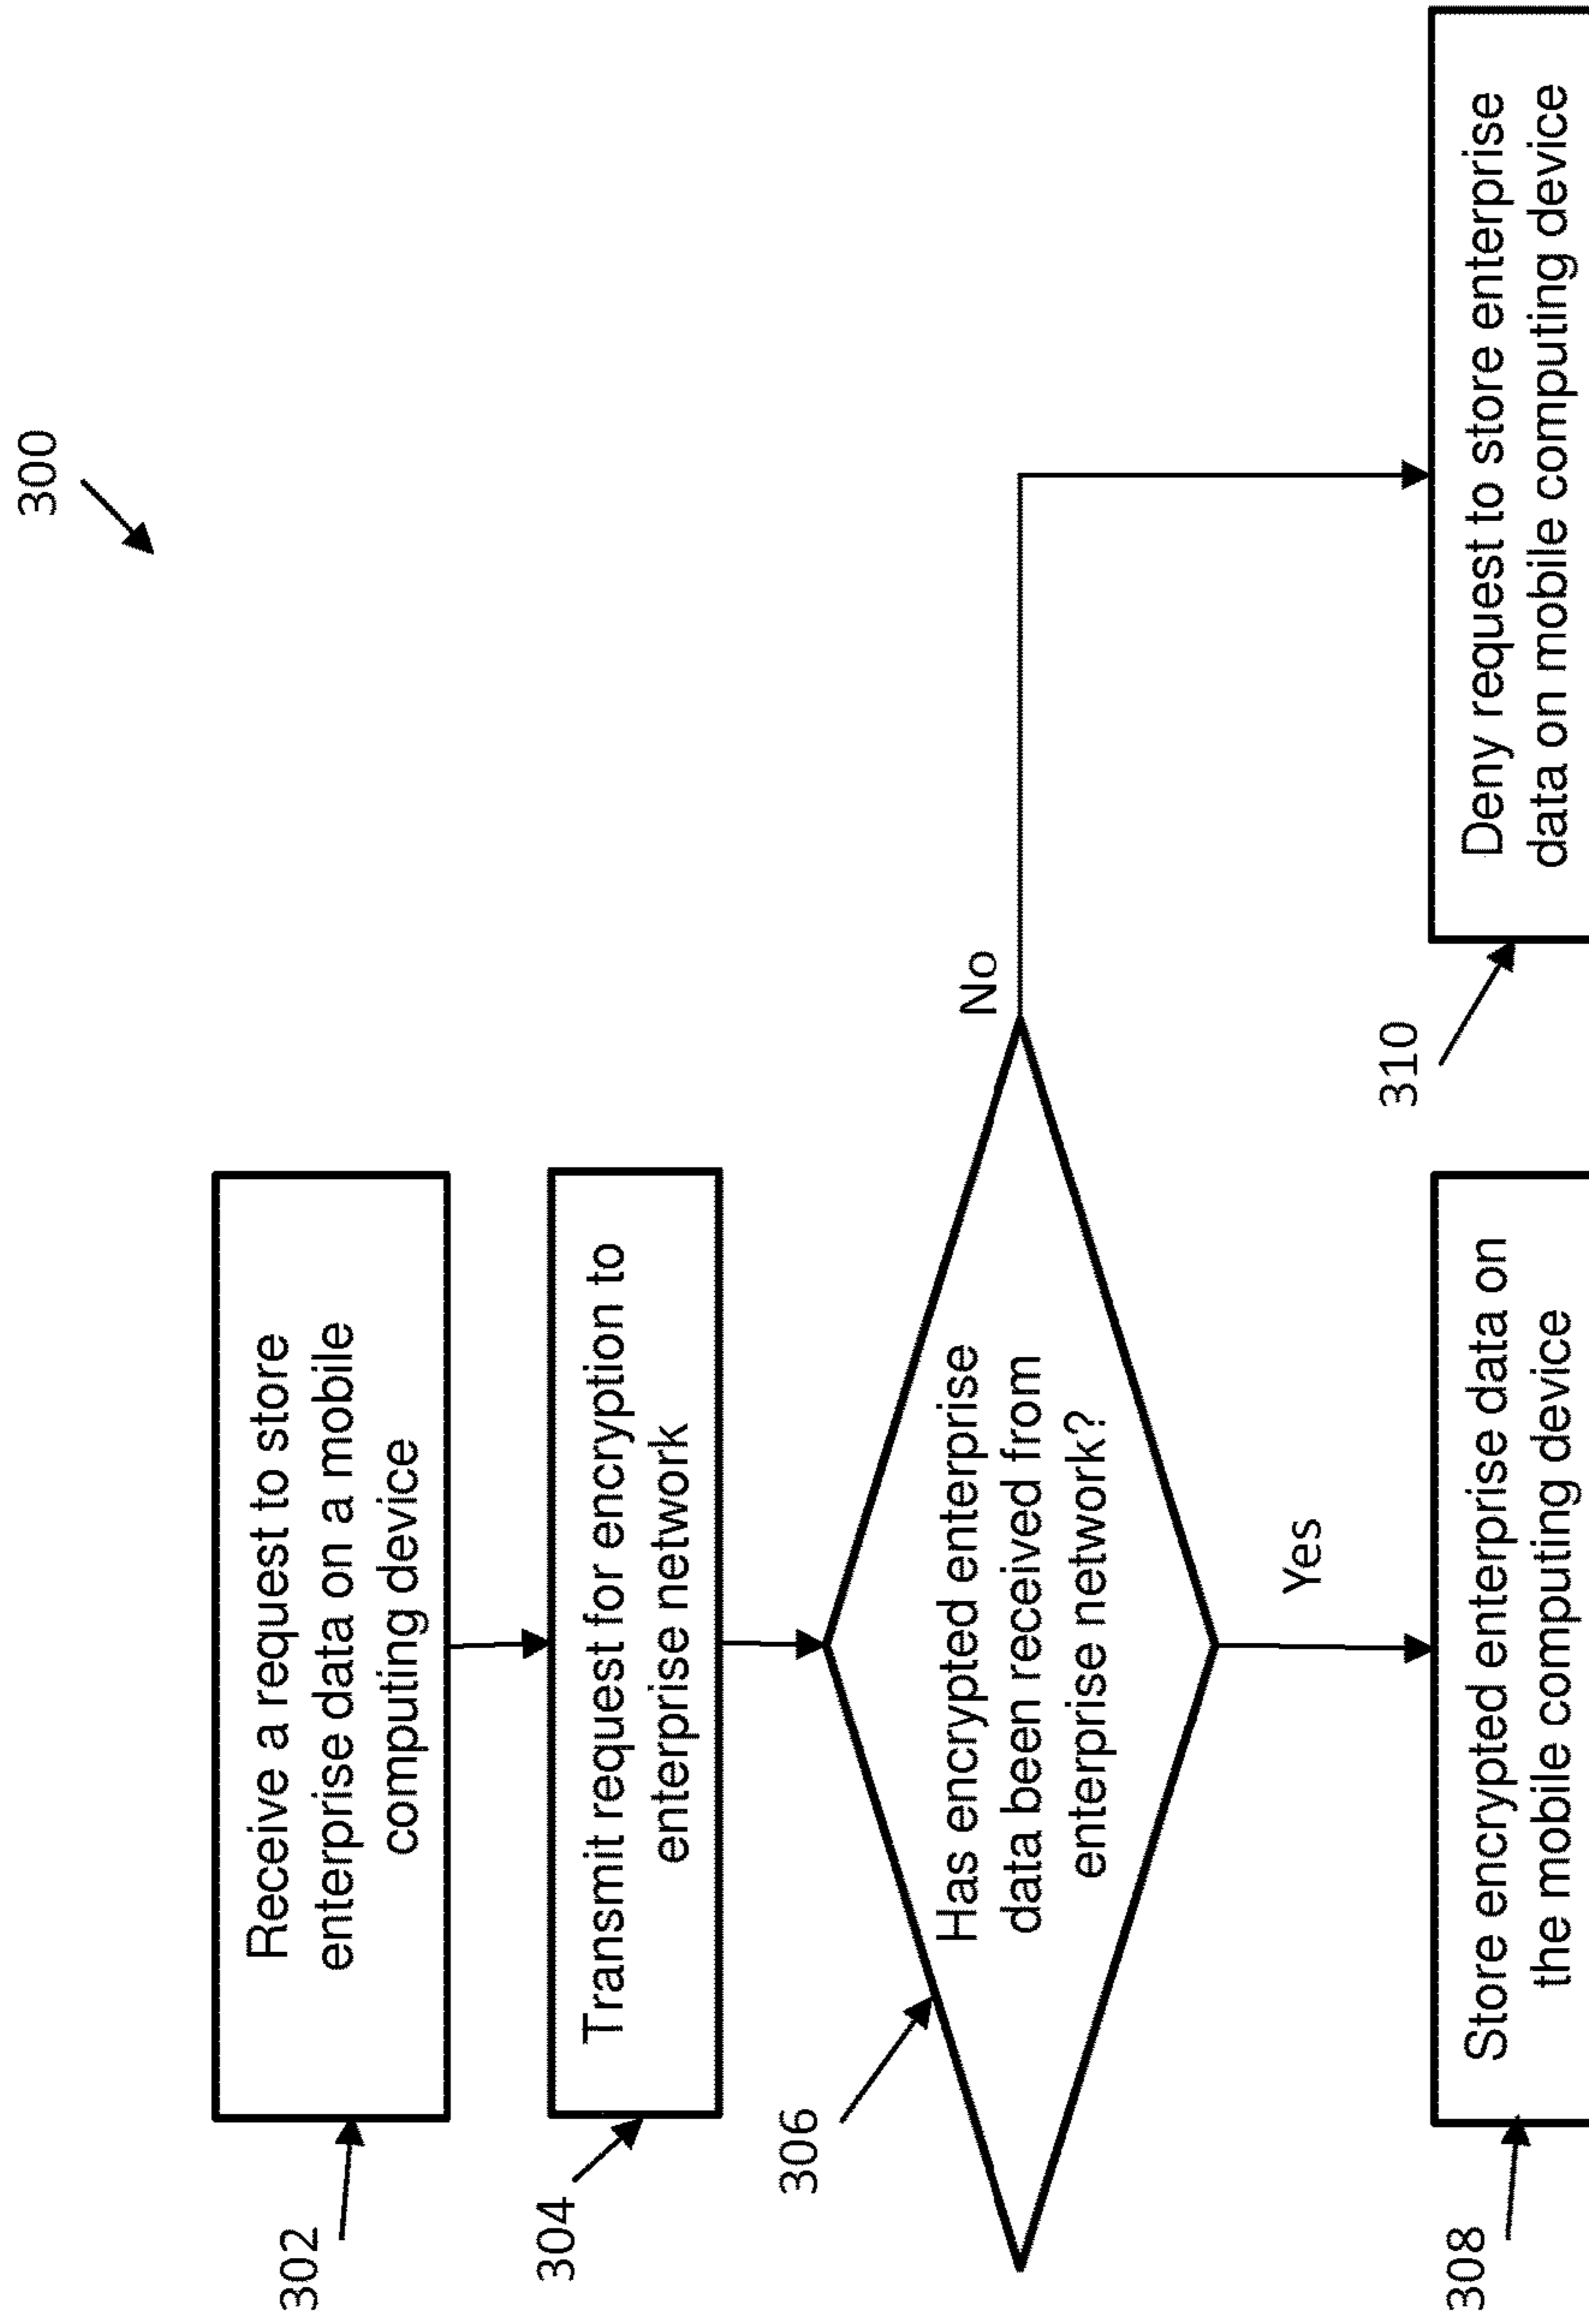 300
302
Receive a request to store
enterprise data on a mobile
computing device
304
Transmit request for encryption to
enterprise network
306
Has encrypted enterprise
data been received from
enterprise network?
No
Yes
308
Store encrypted enterprise data on
the mobile computing device
310
Deny request to store enterprise
data on mobile computing device